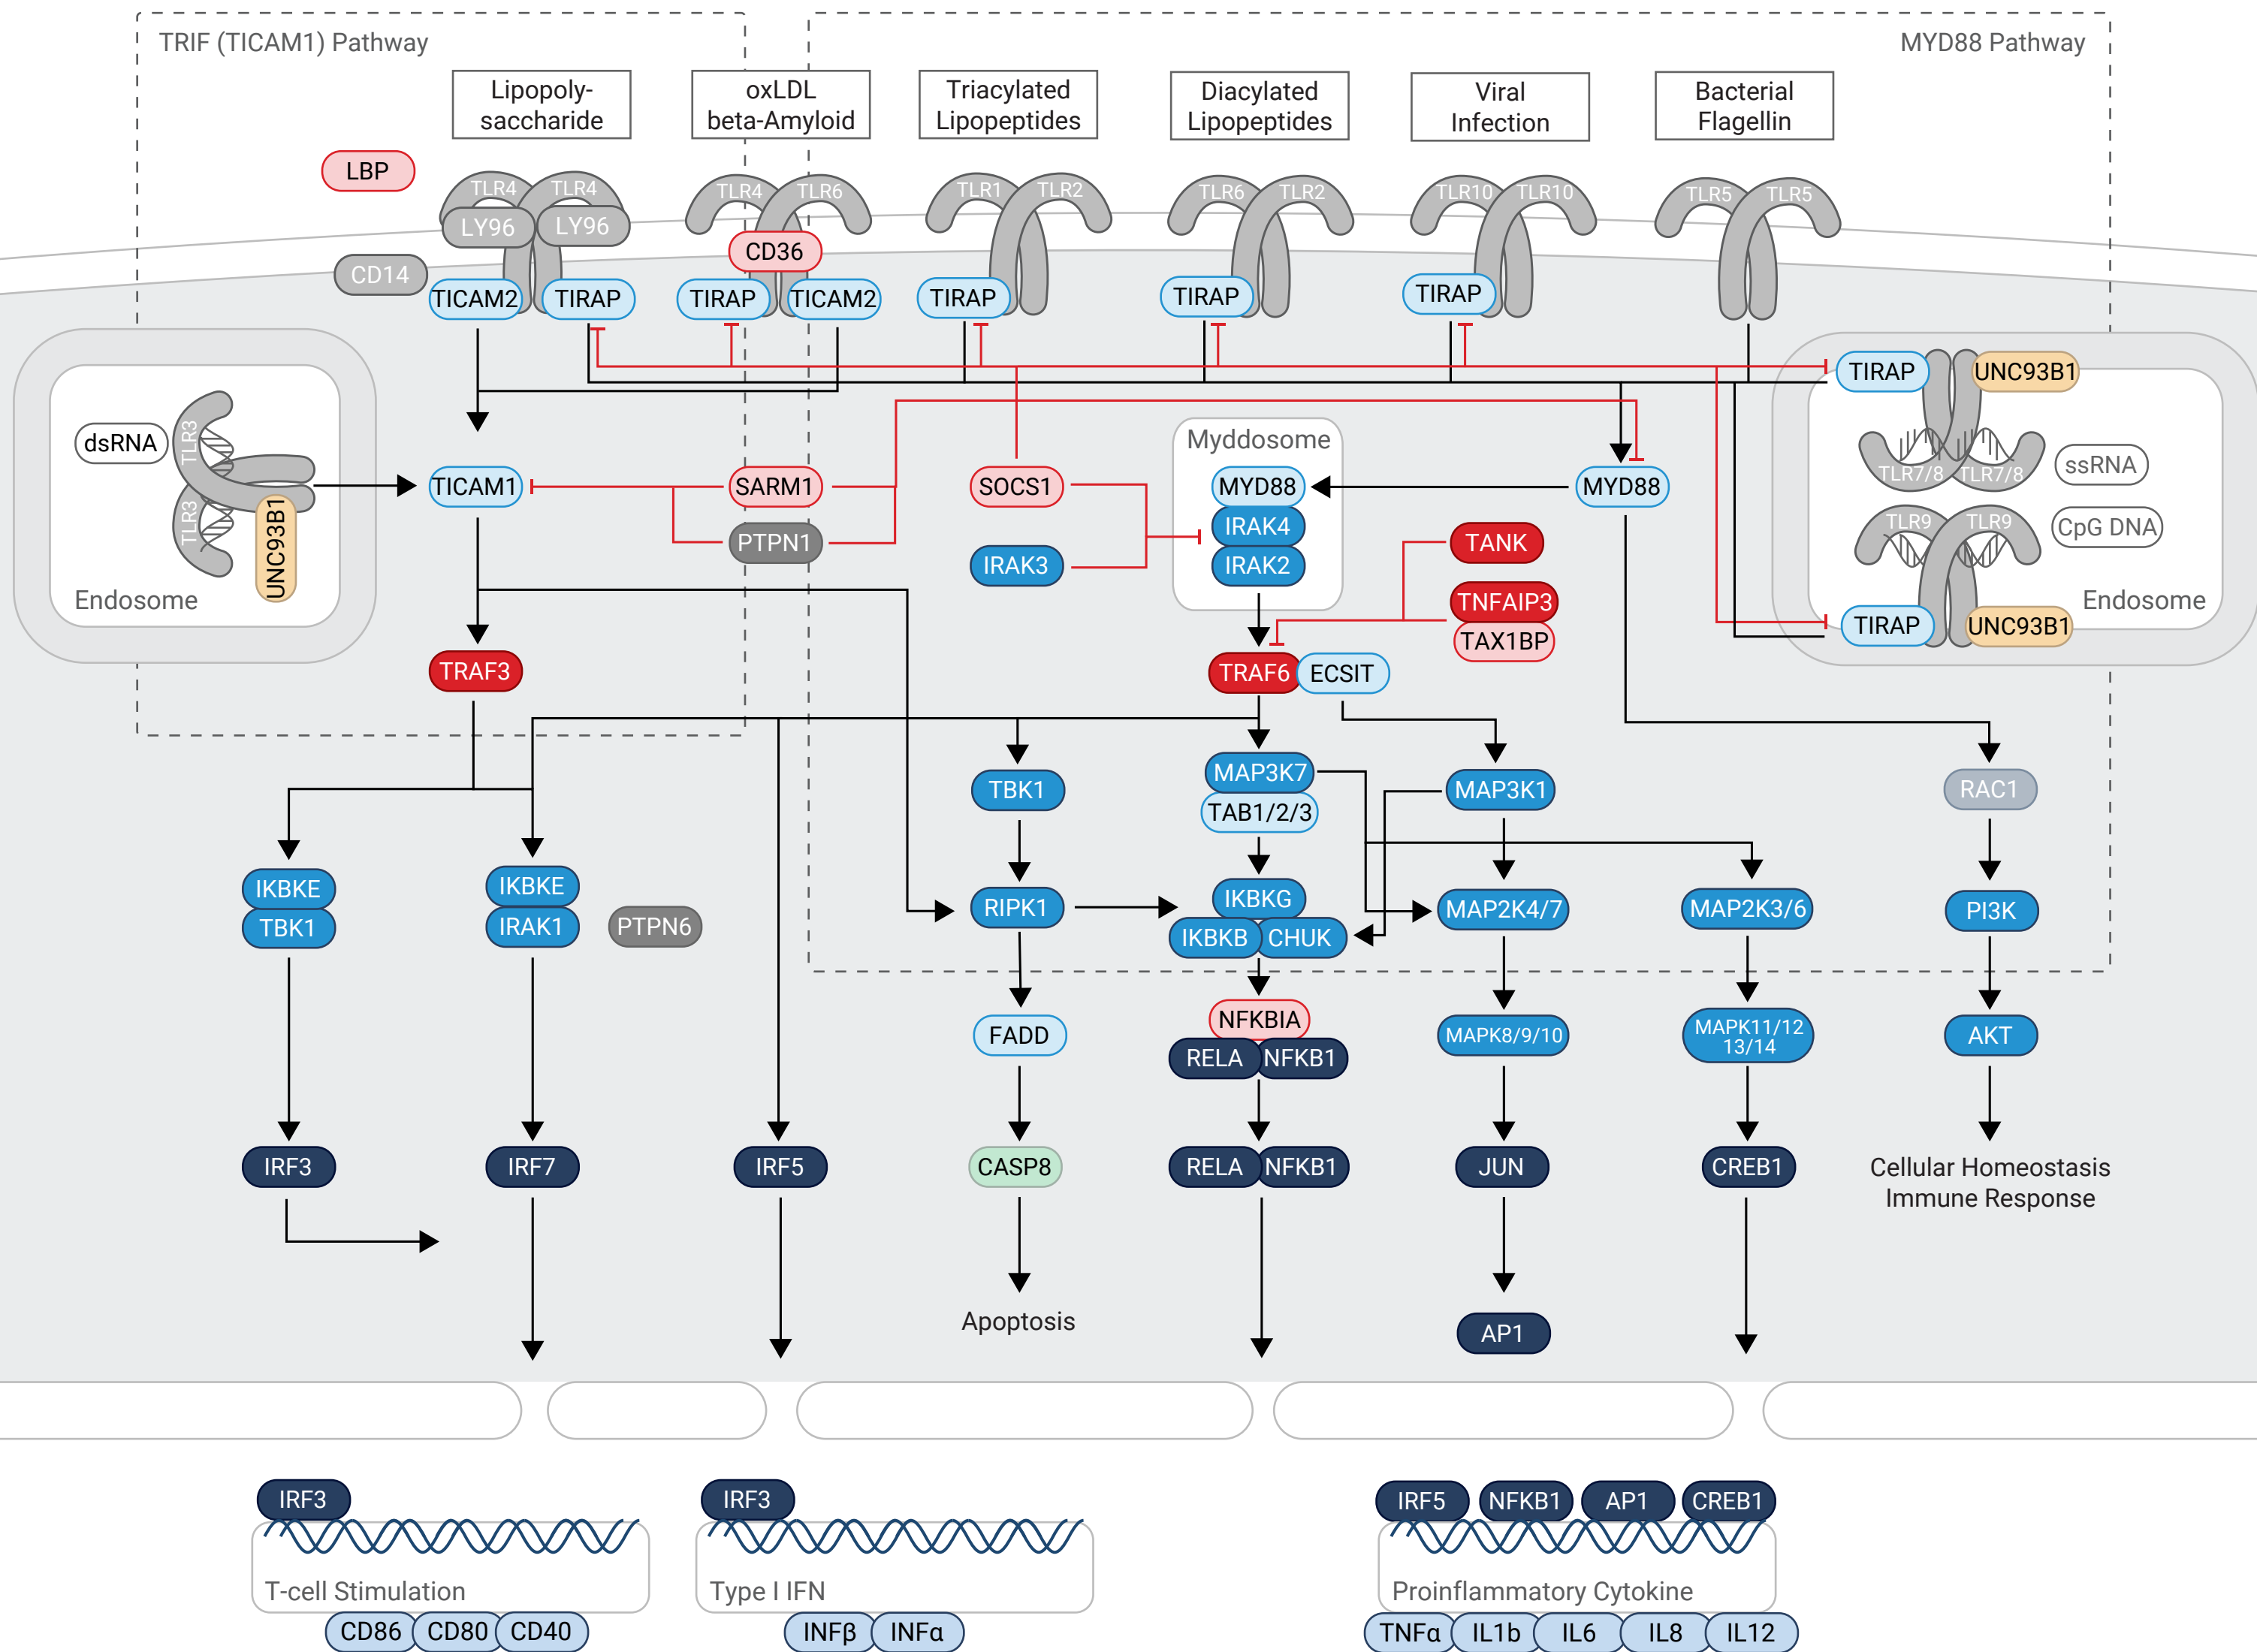 TRIF (TICAM1) Pathway
MYD88 Pathway
Lipopoly-
saccharide
oxLDL
beta-Amyloid
Triacylated
Lipopeptides
Diacylated
Lipopeptides
Viral
Infection
Bacterial
Flagellin
LBP
TLR4
TLR4
TLR4
TLR6
TLR1
TLR2
TLR6
TLR2
TLR10
TLR10
TLR5
TLR5
LY96
LY96
CD36
CD14
TICAM2
TIRAP
TIRAP
TICAM2
TIRAP
TIRAP
TIRAP
TIRAP
UNC93B1
dsRNA
TLR3
TLR3
UNC93B1
Endosome
TLR7/8
TLR7/8
ssRNA
TLR9
TLR9
CpG DNA
Endosome
TIRAP
UNC93B1
Myddosome
TICAM1
SARM1
SOCS1
MYD88
MYD88
IRAK4
PTPN1
IRAK3
IRAK2
TANK
TNFAIP3
TAX1BP
TRAF3
TRAF6
ECSIT
TBK1
MAP3K7
TAB1/2/3
MAP3K1
RAC1
IKBKE
TBK1
IKBKE
IRAK1
PTPN6
RIPK1
IKBKG
IKBKB
CHUK
MAP2K4/7
MAP2K3/6
PI3K
FADD
NFKBIA
RELA
NFKB1
MAPK8/9/10
MAPK11/12
13/14
AKT
IRF3
IRF7
IRF5
CASP8
RELA
NFKB1
JUN
CREB1
Cellular Homeostasis
Immune Response
Apoptosis
AP1
IRF3
IRF3
IRF5
NFKB1
AP1
CREB1
T-cell Stimulation
Type I IFN
Proinflammatory Cytokine
CD86
CD80
CD40
INFβ
INFα
TNFα
IL1b
IL6
IL8
IL12